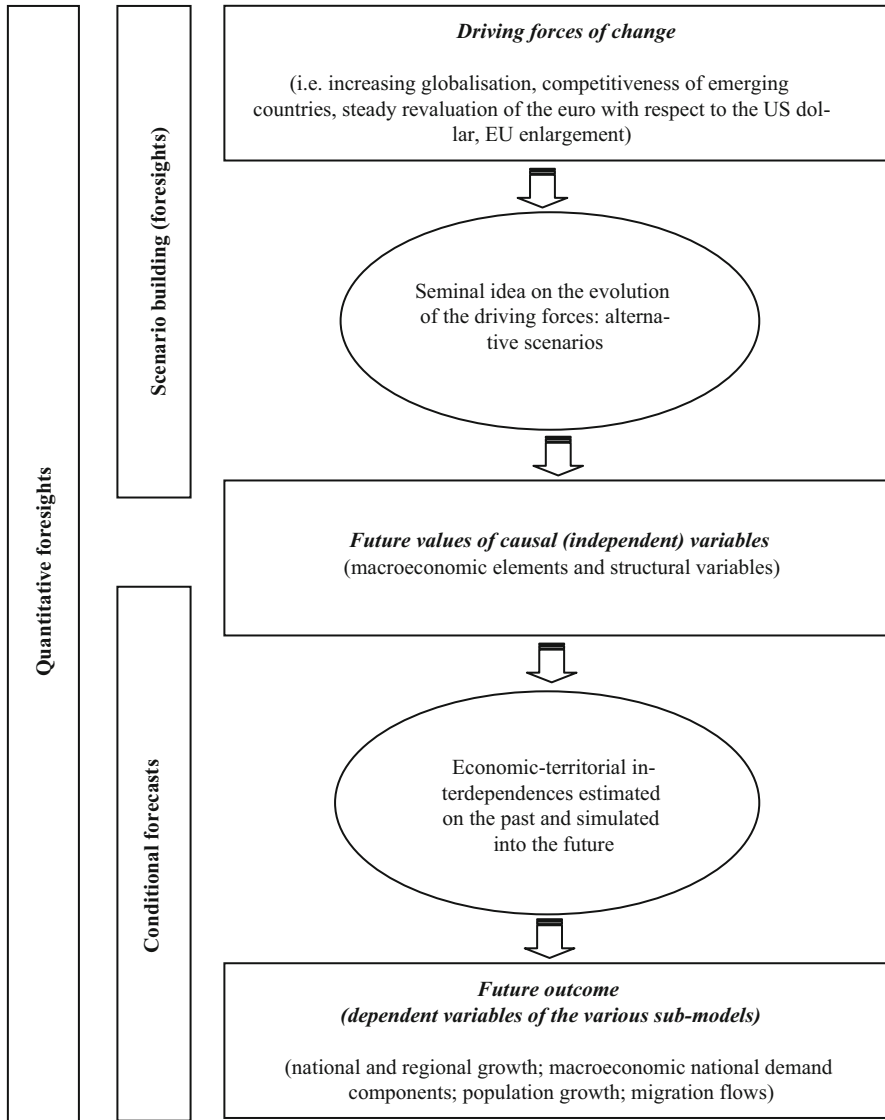 Quantitative foresights
Scenario building (foresights)
Conditional forecasts
Driving forces of change
(i.e. increasing globalisation, competitiveness of emerging
countries, steady revaluation of the euro with respect to the US dol-
lar, EU enlargement)
Seminal idea on the evolution
of the driving forces: alterna-
tive scenarios
Future values of causal (independent) variables
(macroeconomic elements and structural variables)
Economic-territorial in-
terdependences estimated
on the past and simulated
into the future
Future outcome
(dependent variables of the various sub-models)
(national and regional growth; macroeconomic national demand
components; population growth; migration flows)